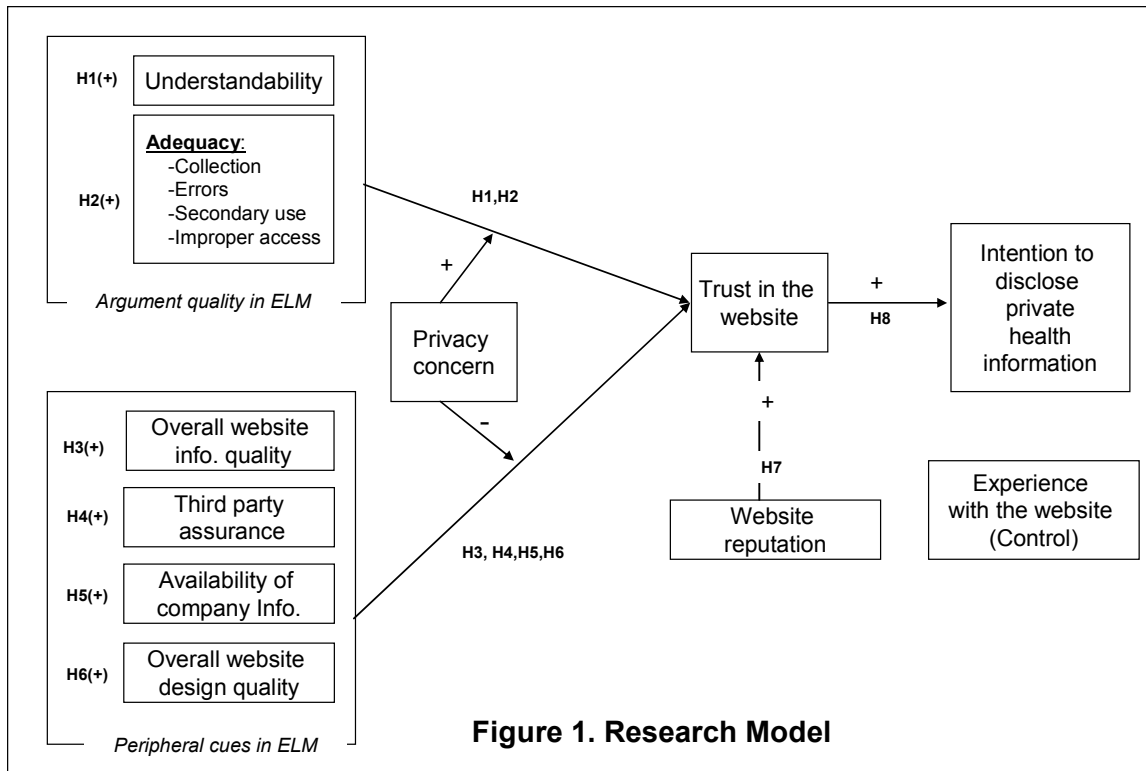 H1(+)
Understandability
H2(+)
Adequacy:
-Collection
-Errors
-Secondary use
-Improper access
Argument quality in ELM
H1,H2
+
Privacy
concern
-
H3(+)
Overall website
info. quality
H4(+)
Third party
assurance
H5(+)
Availability of
company Info.
H6(+)
Overall website
design quality
Peripheral cues in ELM
H3, H4,H5,H6
Trust in the
website
+
H8
Intention to
disclose
private
health
information
+
H7
Website
reputation
Experience
with the website
(Control)
Figure 1. Research Model